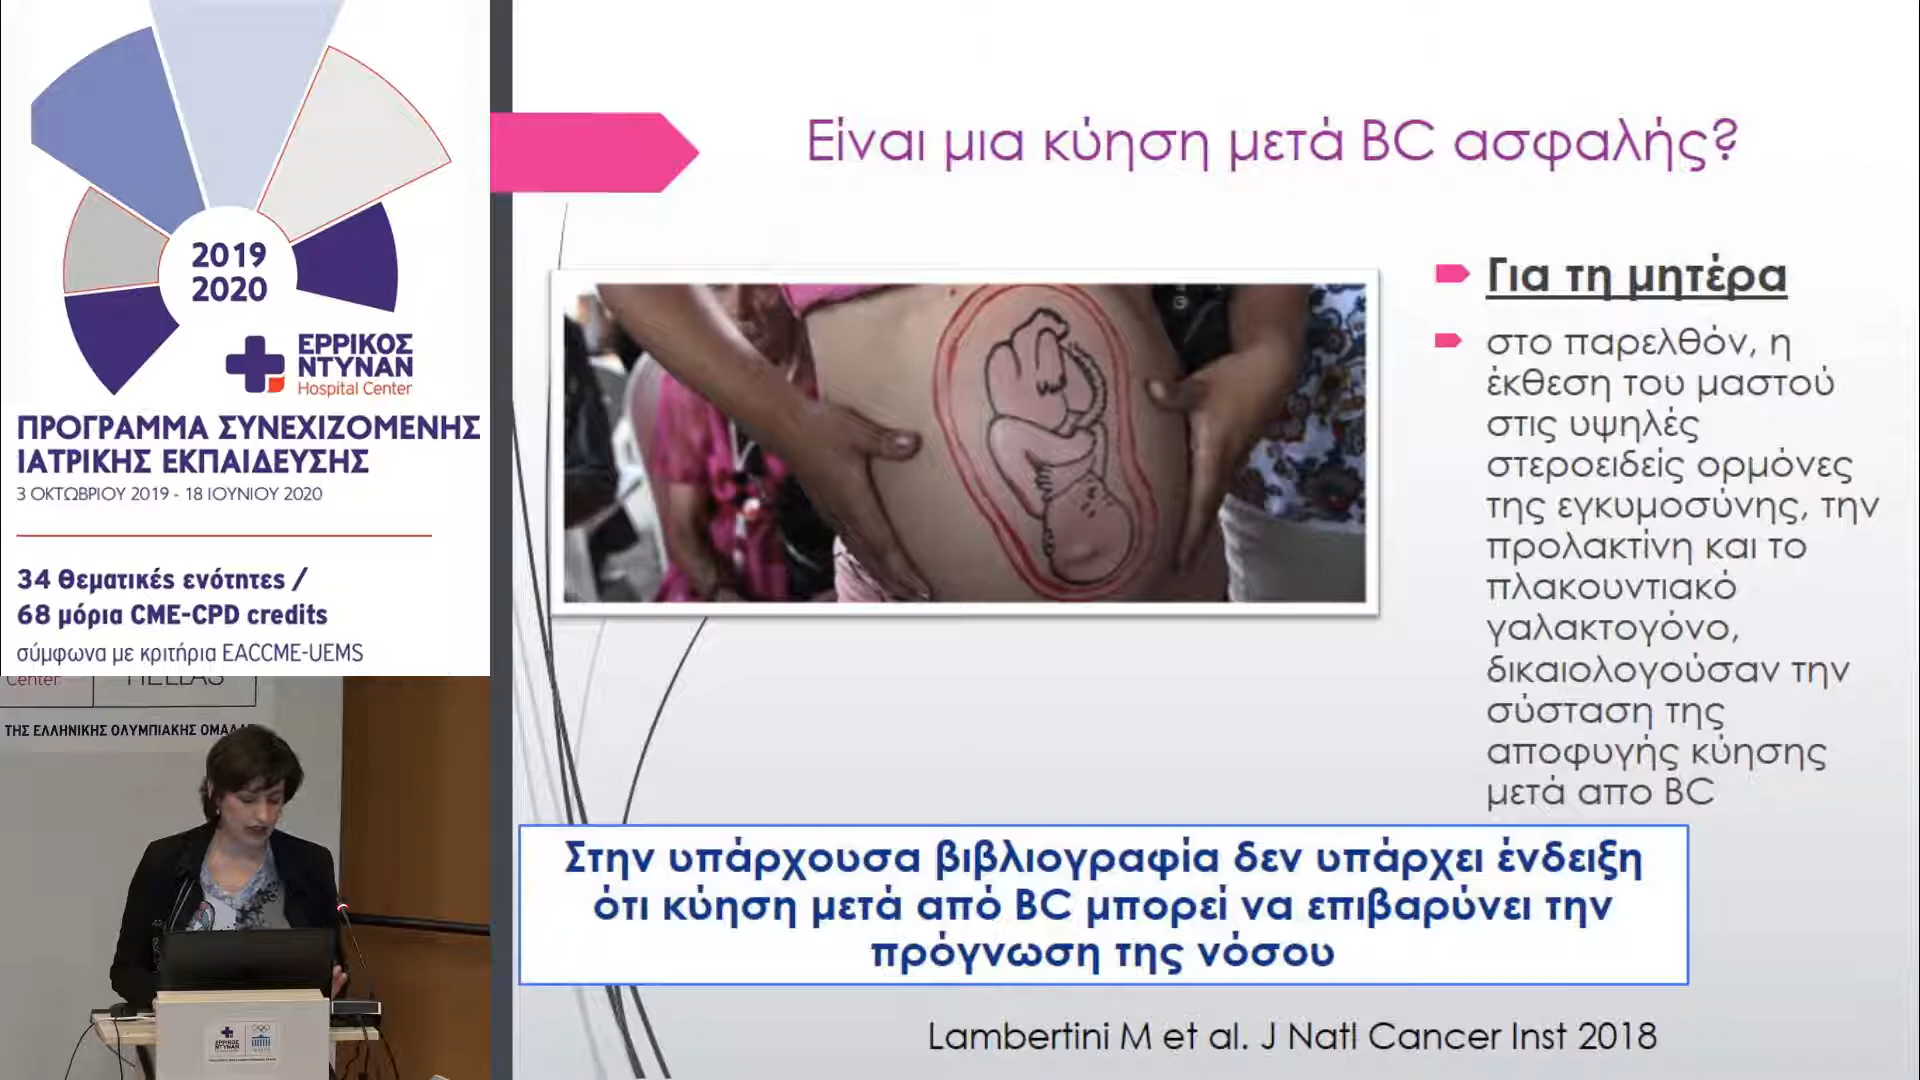 2019
2020
ΕΡΡΙΚΟΣ
ΝΤΥΝΑΝ
Hospital Center
ΠΡΟΓΡΑΜΜΑ ΣΥΝΕΧΙΖΟΜΕΝΗΣ
ΙΑΤΡΙΚΗΣ ΕΚΠΑΙΔΕΥΣΗΣ
3 ΟΚΤΩΒΡΙΟΥ 2019 - 18 ΙΟΥΝΙΟΥ 2020
34 θεματικές ενότητες /
68 μόρια CME-CPD credits
σύμφωνα με κριτήρια EACCME-UEMS
Center
HELLAS
ΤΗΣ ΕΛΛΗΝΙΚΗΣ ΟΛΥΜΠΙΑΚΗΣ
ΕΡΡΙΚΟΣ
ΝΤΥΝΑΝ
Είναι μια κύηση μετά BC ασφαλής?
Για τη μητέρα
στο παρελθόν, η
έκθεση του μαστού
στις υψηλές
στεροειδείς ορμόνες
της εγκυμοσύνης, την
προλακτίνη και το
πλακουντιακό
γαλακτογόνο,
δικαιολογούσαν την
σύσταση της
αποφυγής κύησης
μετά απο BC
Στην υπάρχουσα βιβλιογραφία δεν υπάρχει ένδειξη
ότι κύηση μετά από BC μπορεί να επιβαρύνει την
πρόγνωση της νόσου
Lambertini M et al. J Natl Cancer Inst 2018